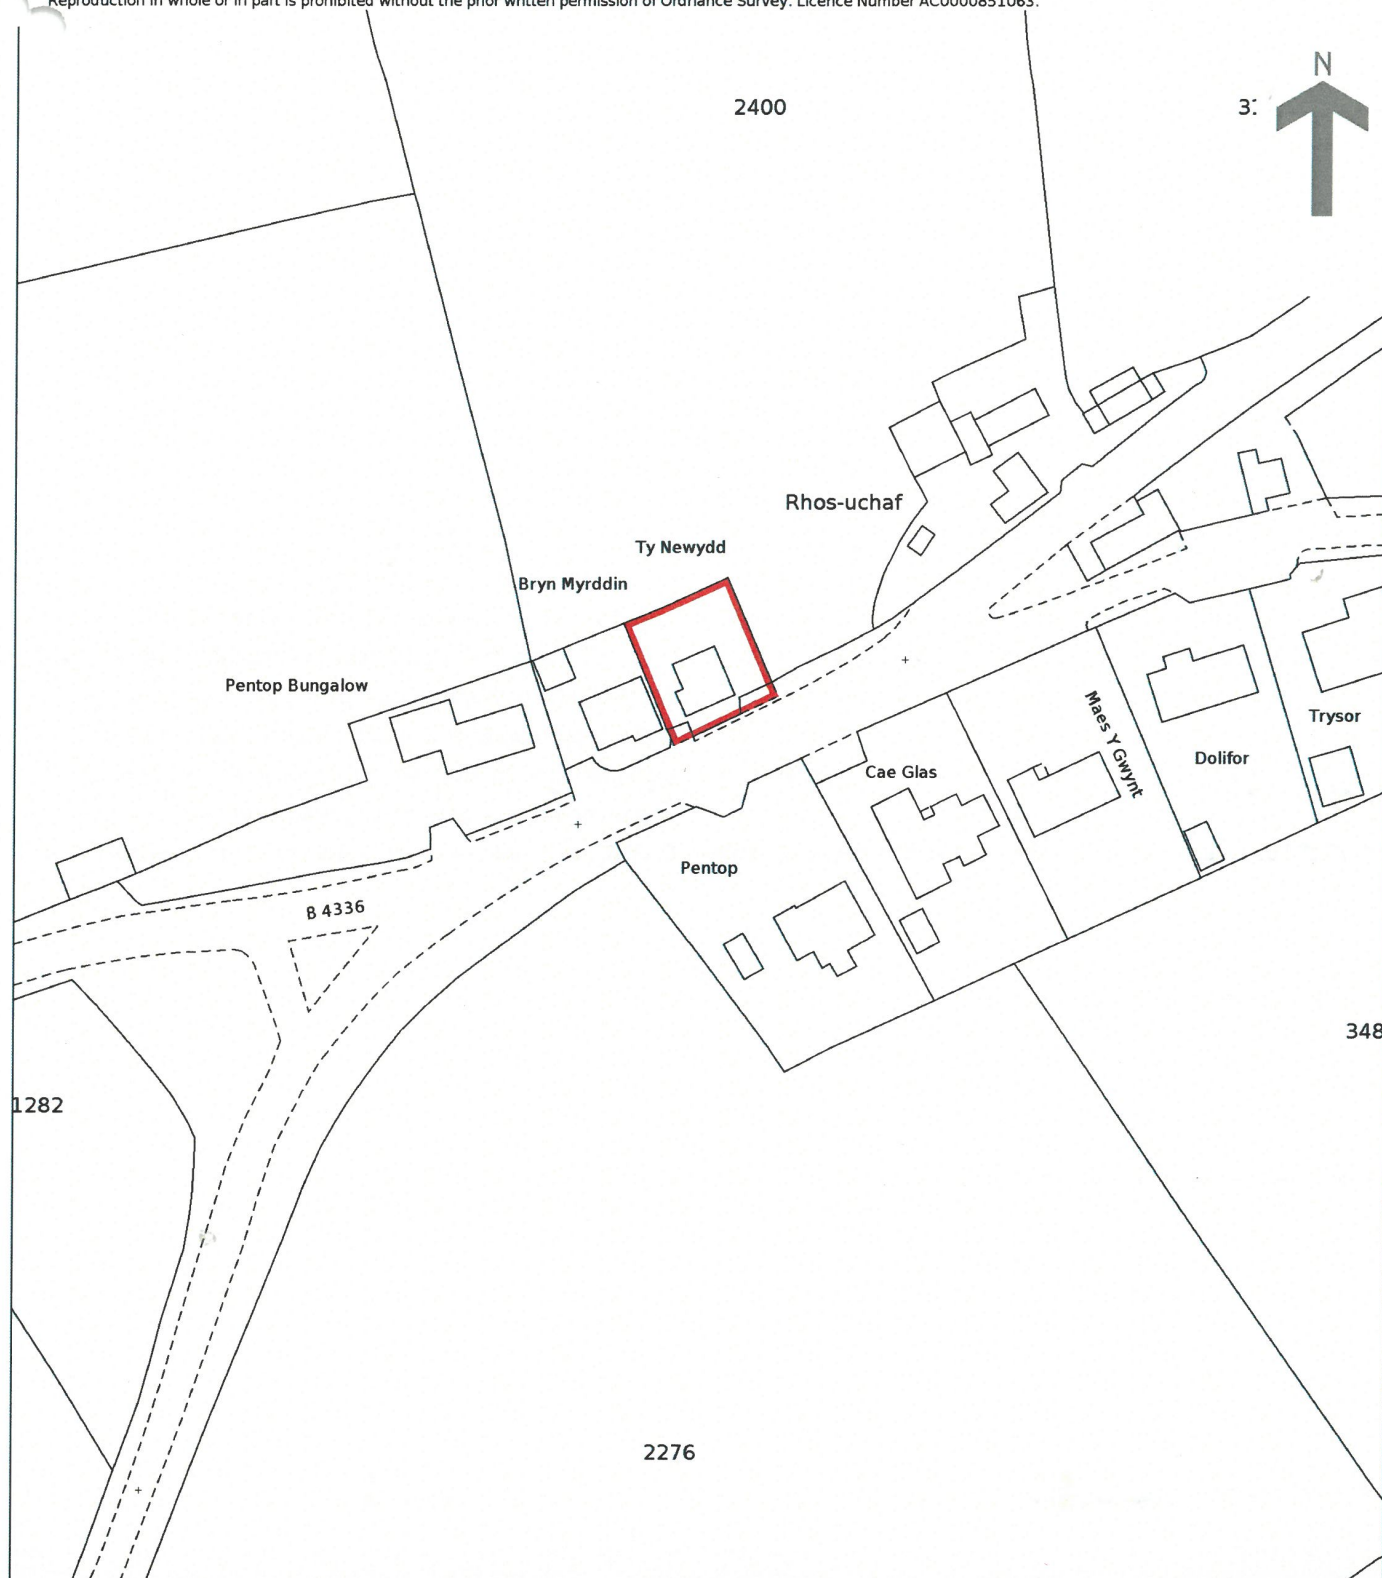 Reproduction in whole or in part is prohibited without the prior written permission of Ordnance Survey. Licence Number AC0000851063.
N
2400
Rhos-uchaf
Ty Newydd
Bryn Myrddin
Pentop Bungalow
Maes Y Gwynt
Trysor
Dolifor
Cae Glas
Pentop
B 4336
348
1282
2276